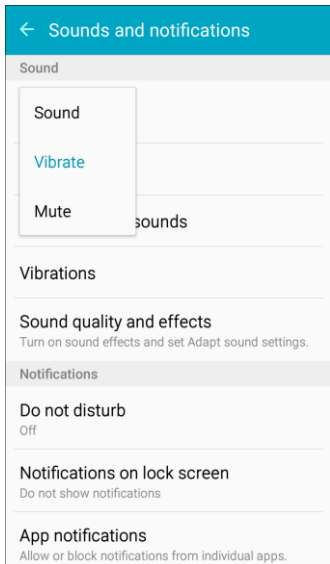 Sounds and notifications
Sound
Sound
Vibrate
Mute
sounds
Vibrations
Sound quality and effects
Turn on sound effects and set Adapt sound settings.
Notifications
Do not disturb
Off
Notifications on lock screen
Do not show notifications
App notifications
Allow or block notifications from individual apps.